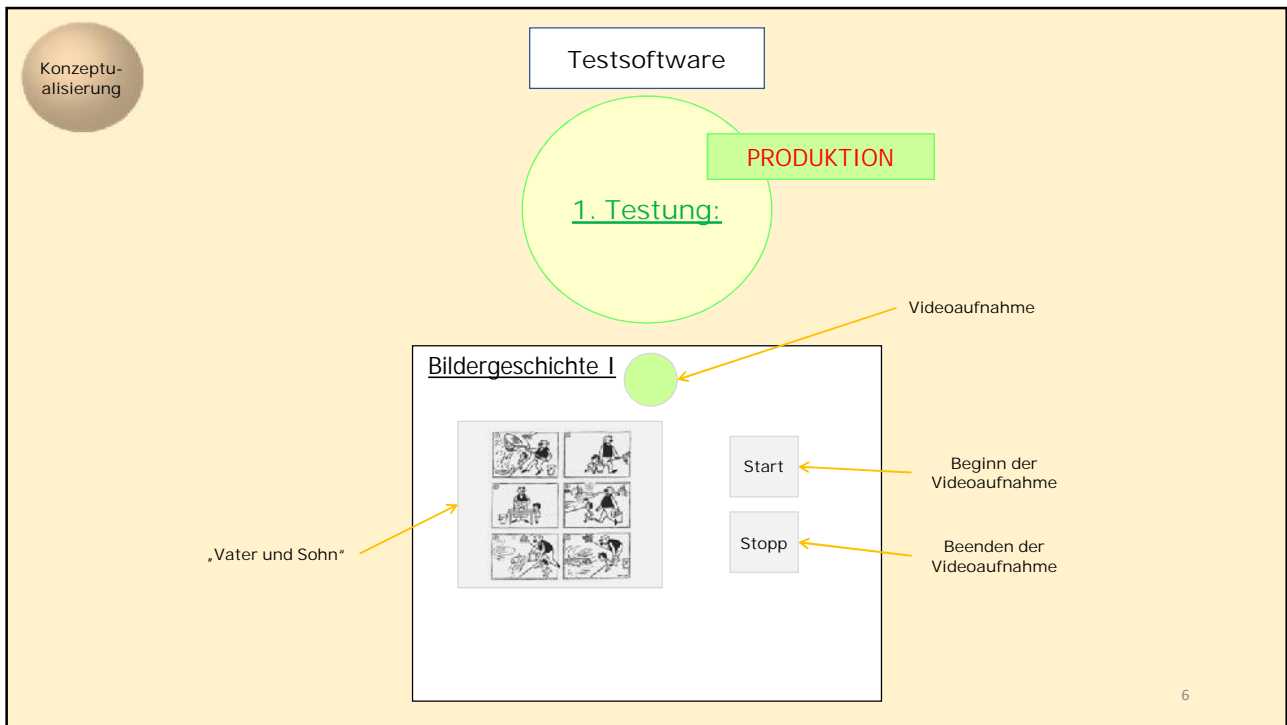 Konzeptu-
alisierung
Testsoftware
PRODUKTION
1. Testung:
Videoaufnahme
Bildergeschichte I
Start
Beginn der
Videoaufnahme
Stopp
Beenden der
Videoaufnahme
„Vater und Sohn“
6